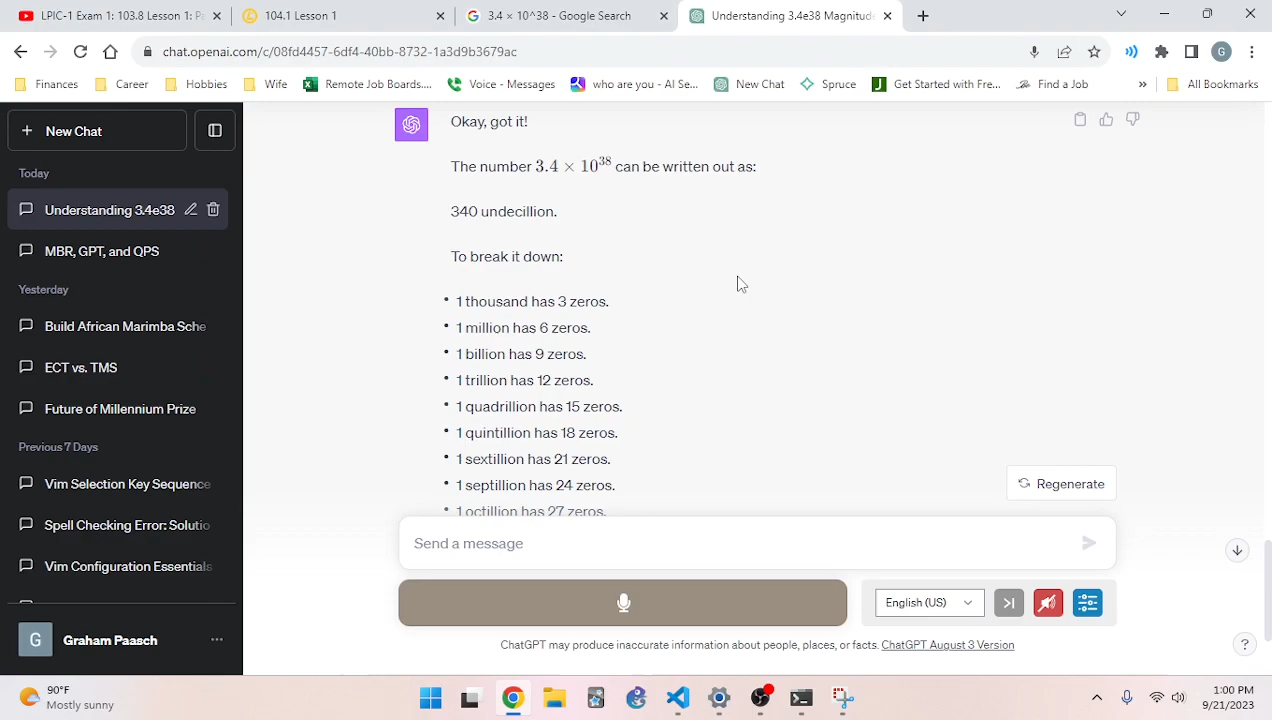 LPIC-1 Exam 1: 103.8 Lesson 1: Pa
104.1 Lesson 1
3.4 × 10^38 - Google Search
Understanding 3.4e38 Magnitude
chat.openai.com/c/08fd4457-6df4-40bb-8732-1a3d9b3679ac
G
Finances
Career
Hobbies
Wife
Remote Job Boards....
Voice - Messages
who are you - AI Se...
New Chat
Spruce
Get Started with Fre...
Find a Job
»
All Bookmarks
New Chat
Today
Understanding 3.4e38
MBR, GPT, and QPS
Yesterday
Build African Marimba Sche
ECT vs. TMS
Future of Millennium Prize
Previous 7 Days
Vim Selection Key Sequence
Spell Checking Error: Solutio
Vim Configuration Essentials
G
Graham Paasch
...
Okay, got it!
The number 3.4 × 10³⁸ can be written out as:
340 undecillion.
To break it down:
• 1 thousand has 3 zeros.
• 1 million has 6 zeros.
• 1 billion has 9 zeros.
• 1 trillion has 12 zeros.
• 1 quadrillion has 15 zeros.
• 1 quintillion has 18 zeros.
• 1 sextillion has 21 zeros.
• 1 septillion has 24 zeros.
• 1 octillion has 27 zeros.
Regenerate
Send a message
English (US)
ChatGPT may produce inaccurate information about people, places, or facts. ChatGPT August 3 Version
?
90°F
Mostly sunny
1:00 PM
9/21/2023